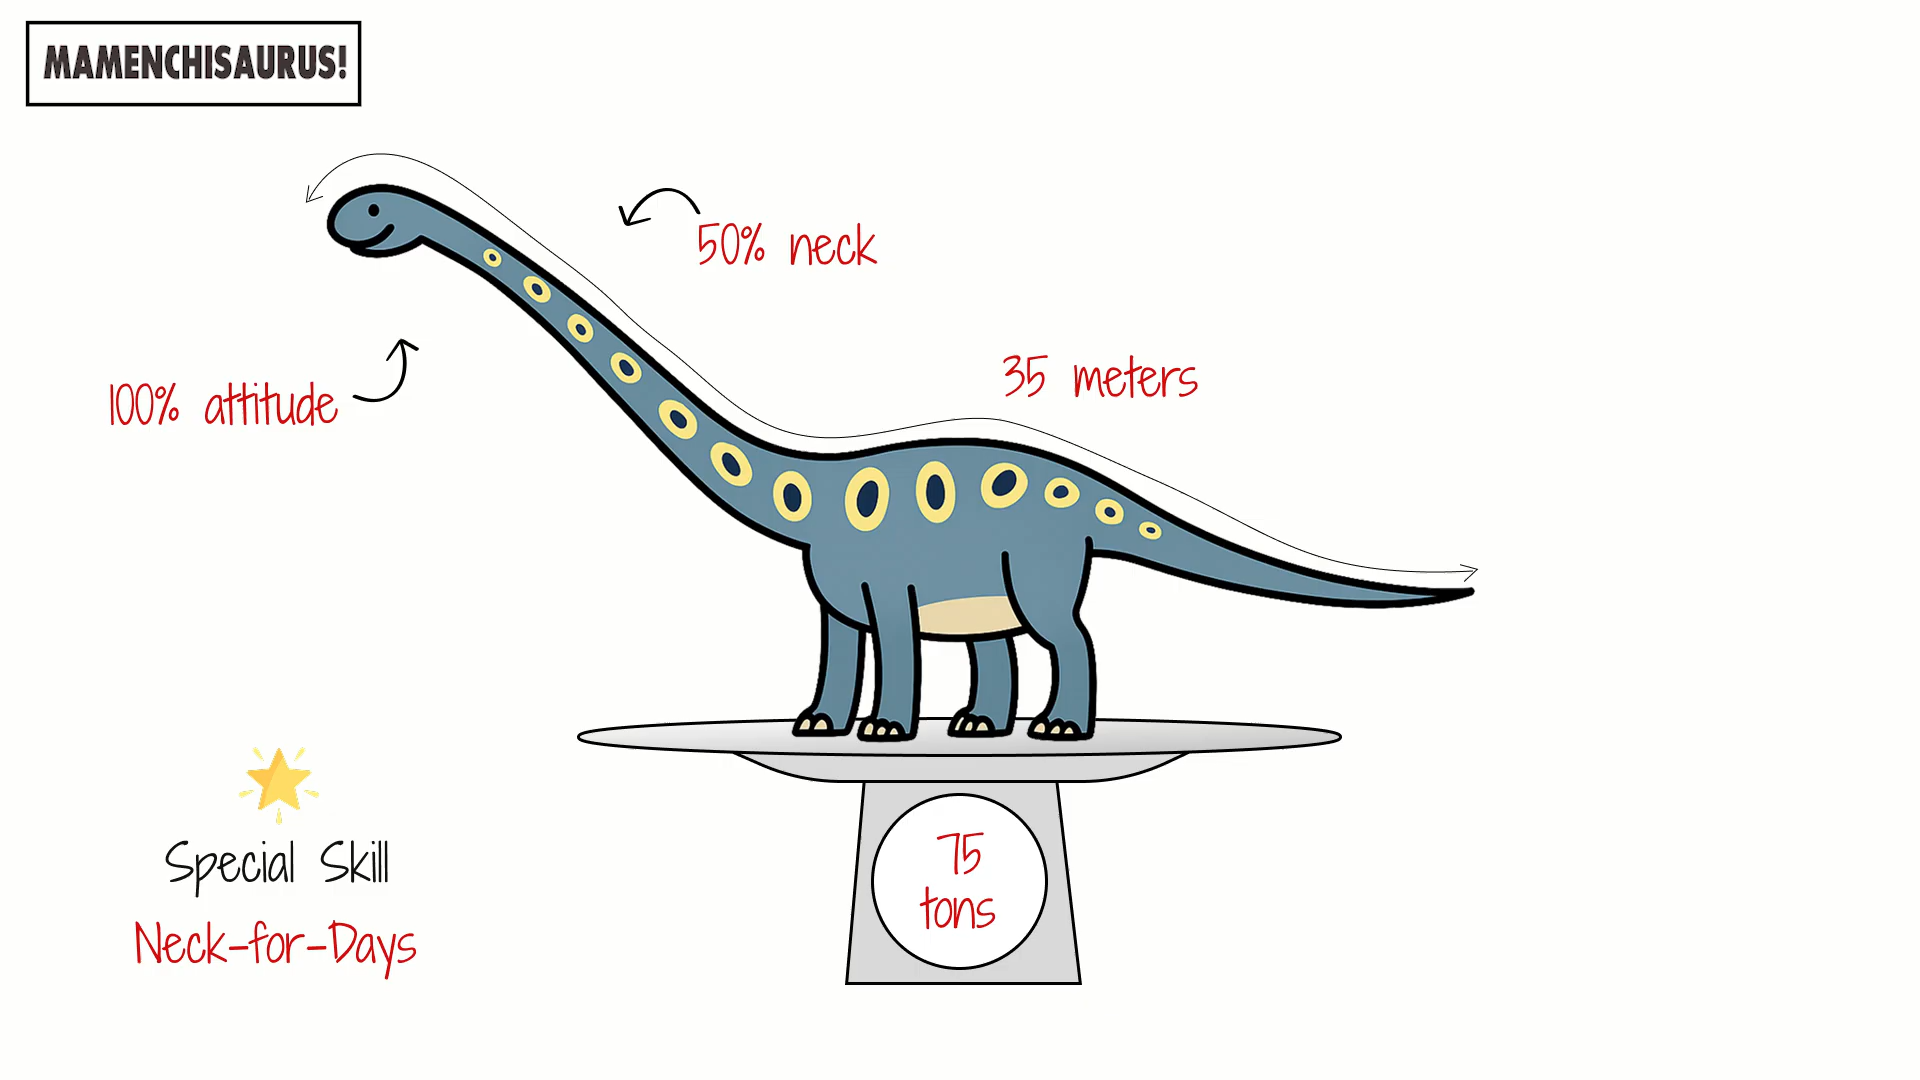 MAMENCHISAURUS!
50% neck
35 meters
100% attitude
75
tons
Special Skill
Neck-for-Days